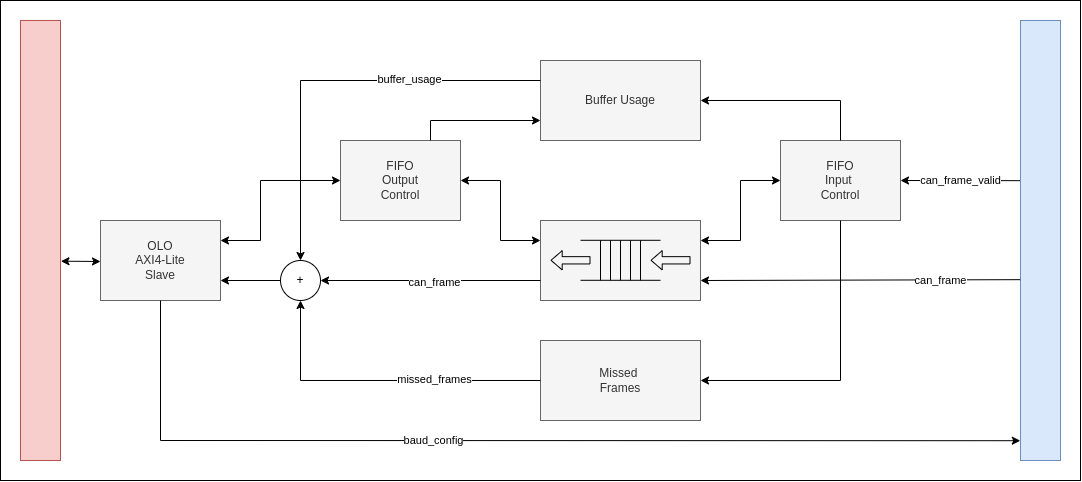 buffer_usage
Buffer Usage
FIFO
Output
Control
FIFO
Input
Control
can_frame_valid
OLO
AXI4-Lite
Slave
+
can_frame
can_frame
missed_frames
Missed
Frames
baud_config